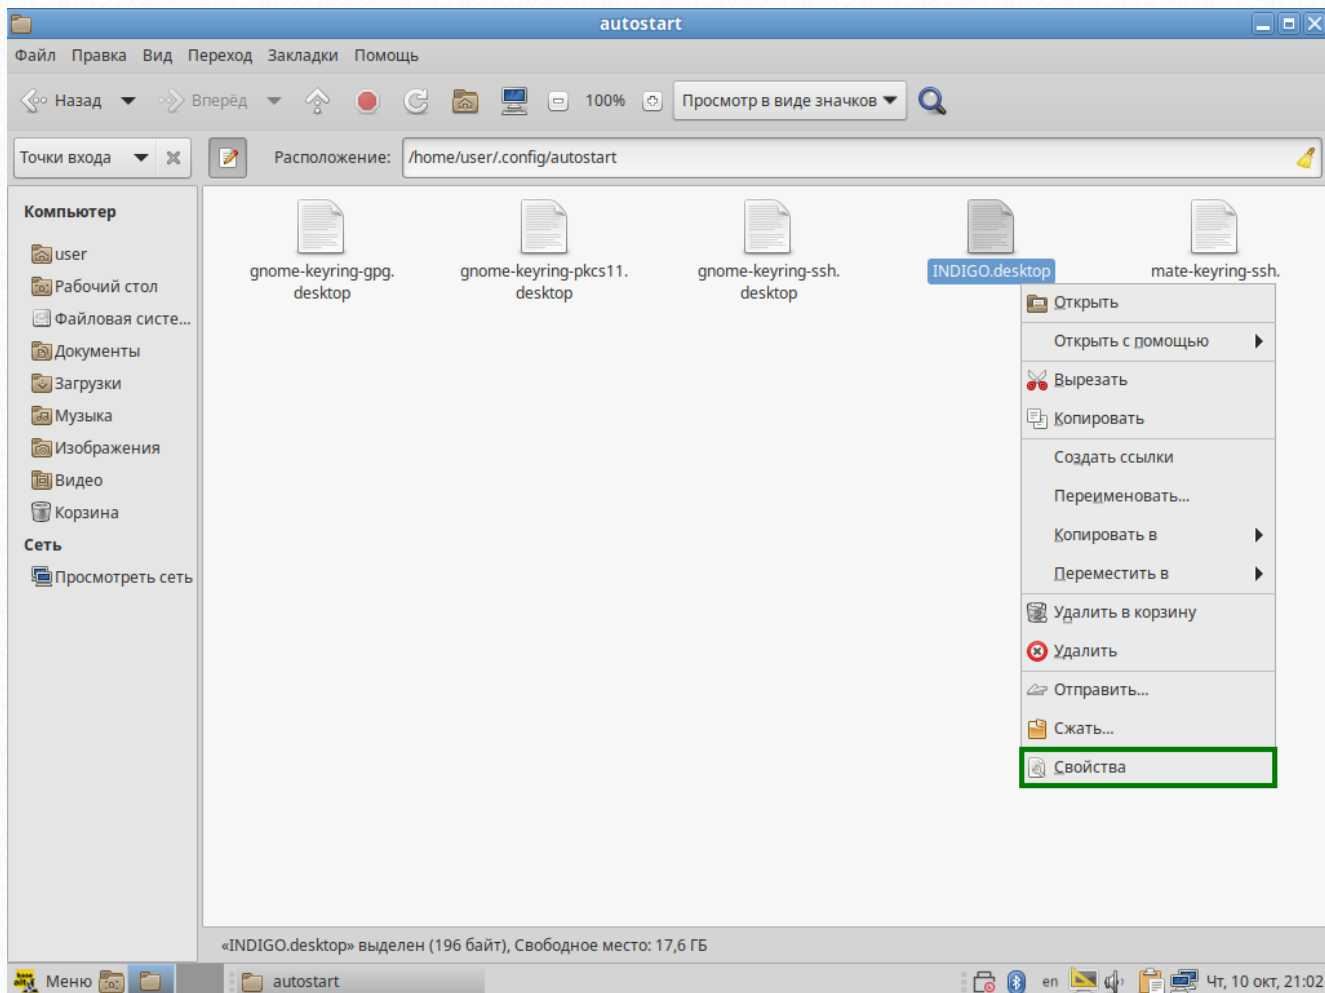 autostart
Файл Правка Вид Переход Закладки Помощь
Назад Вперёд 100% Просмотр в виде значков
Точки входа Расположение: /home/user/.config/autostart
Компьютер
user
Рабочий стол
Файловая систе...
Документы
Загрузки
Музыка
Изображения
Видео
Корзина
Сеть
Просмотреть сеть
gnome-keyring-gpg.
desktop
gnome-keyring-pkcs11.
desktop
gnome-keyring-ssh.
desktop
INDIGO.desktop
mate-keyring-ssh.
Открыть
Открыть с помощью
Вырезать
Копировать
Создать ссылки
Переименовать...
Копировать в
Переместить в
Удалить в корзину
Удалить
Отправить...
Сжать...
Свойства
«INDIGO.desktop» выделен (196 байт), Свободное место: 17,6 ГБ
Меню autostart en Чт, 10 окт, 21:02